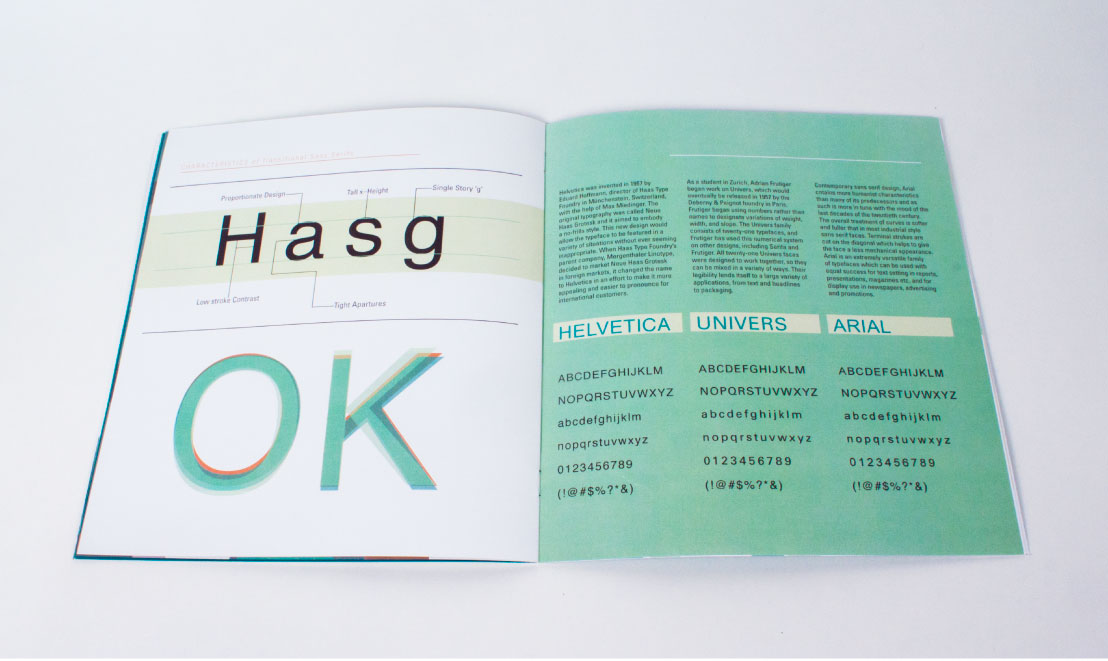 CHARACTERISTICS of Transitional Sans Serifs
Proportionate Design
Tall x-Height
Single Story 'g'
Hasg
Low stroke Contrast
Tight Apartures
OK
Helvetica was invented in 1957 by
Eduard Hoffmann, director of Hass Type
Foundry in Münchenstein, Switzerland,
with the help of Max Miedinger. The
original typography was called Neue
Haas Grotesk and it aimed to embody
a no-frills style. This new design would
allow the typeface to be featured in a
variety of situations without ever seeming
inappropriate. When Haas Type Foundry's
parent company, Mergenthaler Linotype,
decided to market Neue Haas Grotesk
in foreign markets, it changed the name
to Helvetica in an effort to make it more
appealing and easier to pronounce for
international customers.
As a student in Zurich, Adrian Frutiger
began work on Univers, which would
eventually be released in 1957 by the
Deberny & Peignot foundry in Paris.
Frutiger began using numbers rather than
names to designate variations of weight,
width, and slope. The Univers family
consists of twenty-one typefaces, and
Frutiger has used this numerical system
on other designs, including Serifa and
Frutiger. All twenty-one Univers faces
were designed to work together, so they
can be mixed in a variety of ways. Their
legibility lends itself to a large variety of
applications, from text and headlines
to packaging.
Contemporary sans serif design, Arial
contains more humanist characteristics
than many of its predecessors and as
such is more in tune with the mood of the
last decades of the twentieth century.
The overall treatment of curves is softer
and fuller that in most industrial style
sans serif faces. Terminal strokes are
cut on the diagonal which helps to give
the face a less mechanical appearance.
Arial is an extremely versatile family
of typefaces which can be used with
equal success for text setting in reports,
presentations, magazines etc, and for
display use in newspapers, advertising
and promotions.
HELVETICA
ABCDEFGHIJKLM
NOPQRSTUVWXYZ
abcdefghijklm
nopqrstuvwxyz
0123456789
(!@#$%?*&)
UNIVERS
ABCDEFGHIJKLM
NOPQRSTUVWXYZ
abcdefghijklm
nopqrstuvwxyz
0123456789
(!@#$%?*&)
ARIAL
ABCDEFGHIJKLM
NOPQRSTUVWXYZ
abcdefghijklm
nopqrstuvwxyz
0123456789
(!@#$%?*&)